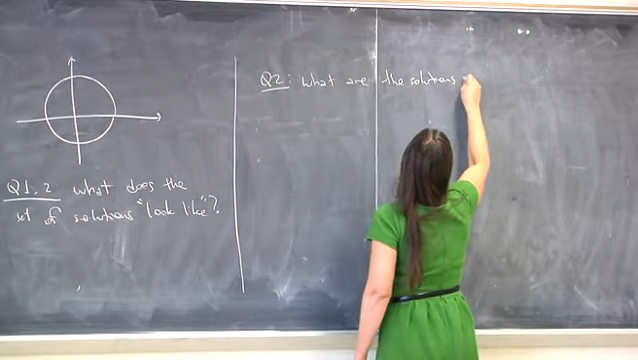 Q1.2 what does the
set of solutions "look like"?
Q2: what are the solutions